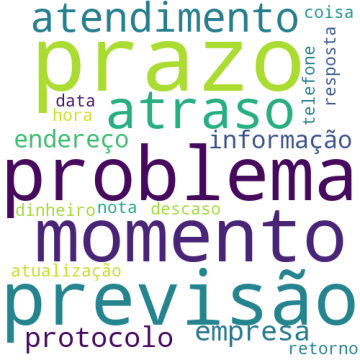 atendimento
coisa
prazo
telefone
resposta
data
atraso
hora
endereço
informação
problema
dinheiro
nota
descaso
momento
atualização
previsão
protocolo
empresa
retorno